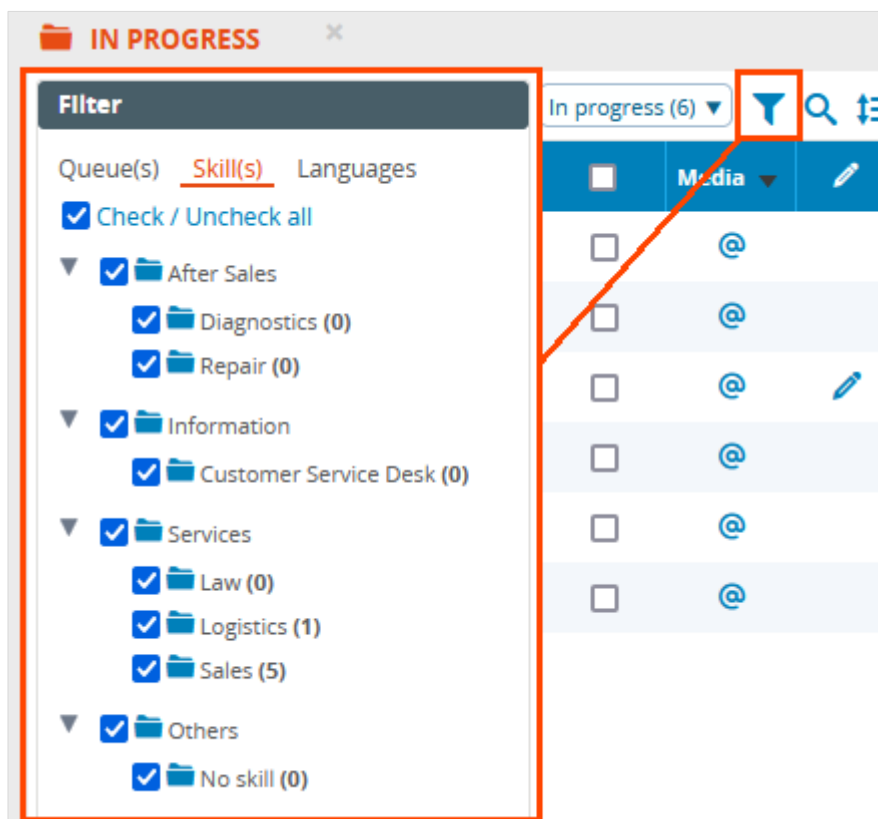 IN PROGRESS ×
Filter
Queue(s) Skill(s) Languages
Check / Uncheck all
After Sales
Diagnostics (0)
Repair (0)
Information
Customer Service Desk (0)
Services
Law (0)
Logistics (1)
Sales (5)
Others
No skill (0)
In progress (6) ▼
Media
@
@
@
@
@
@